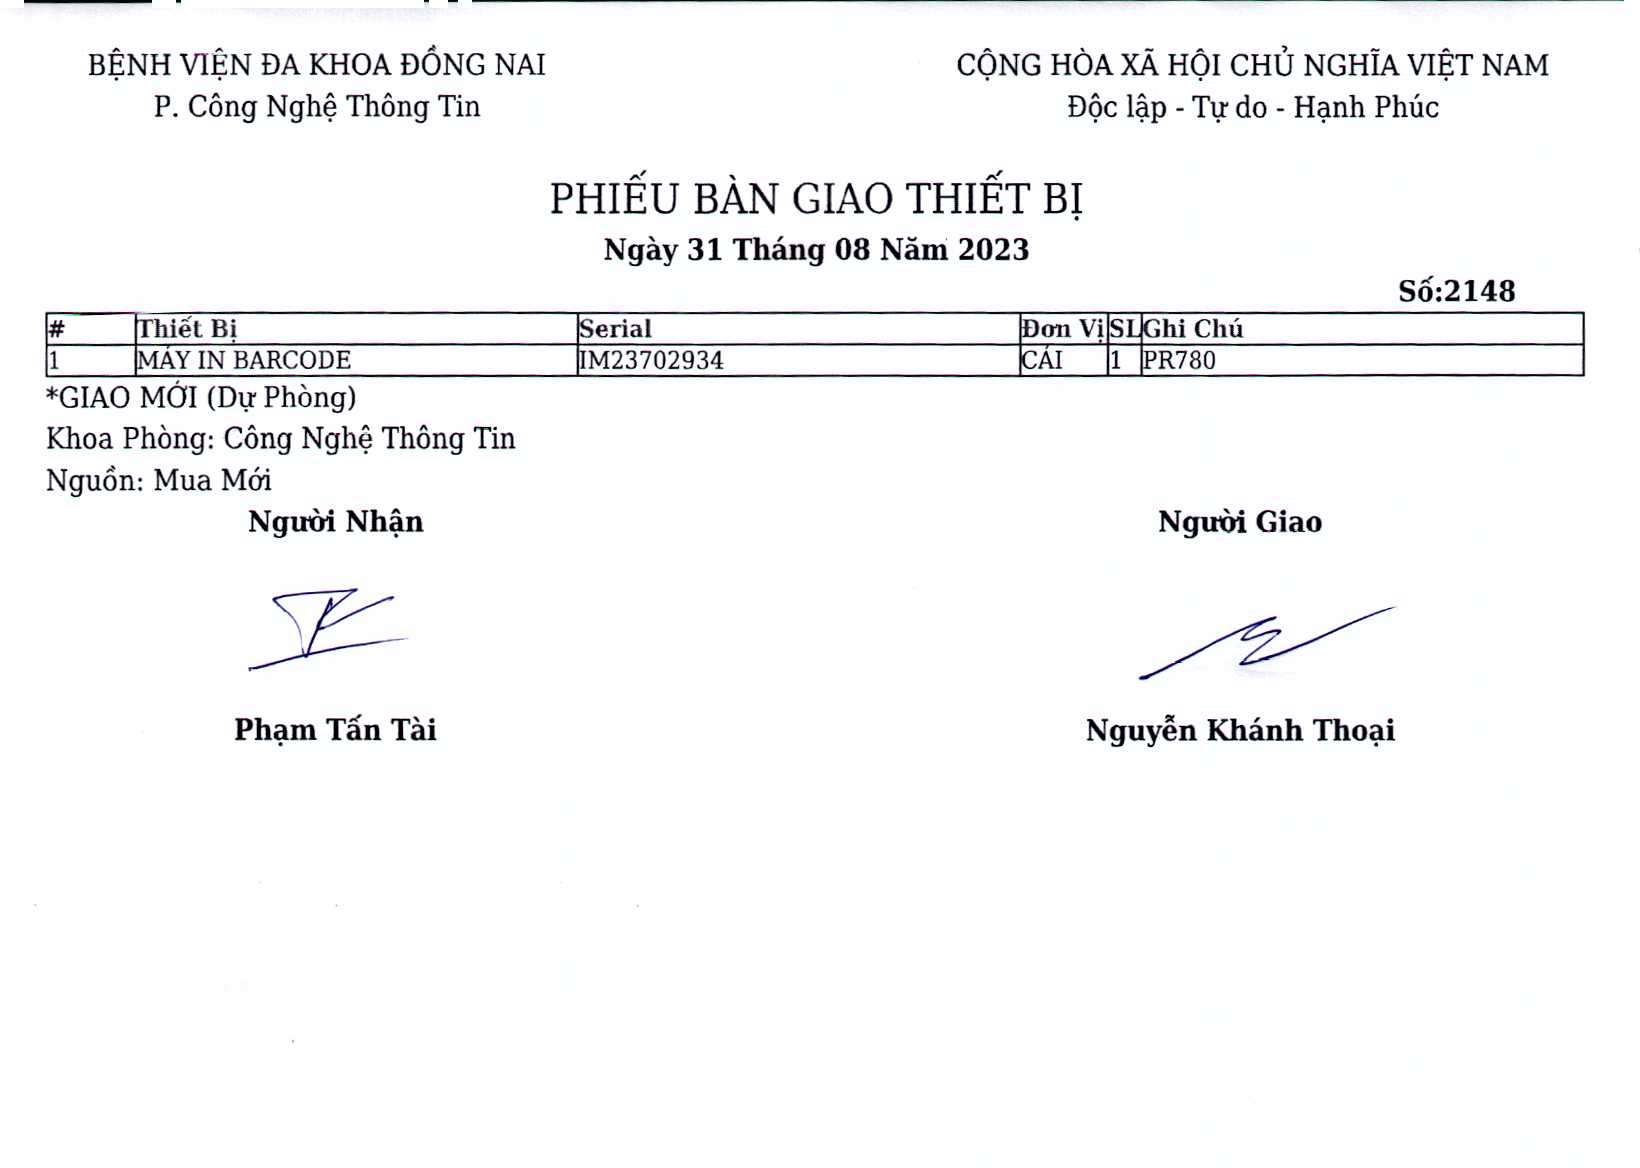 BỆNH VIỆN ĐA KHOA ĐỒNG NAI
P. Công Nghệ Thông Tin
CỘNG HÒA XÃ HỘI CHỦ NGHĨA VIỆT NAM
Độc lập - Tự do - Hạnh Phúc
PHIẾU BÀN GIAO THIẾT BỊ
Ngày 31 Tháng 08 Năm 2023
Số:2148
# Thiết Bị Serial Đơn Vị SL Ghi Chú
1 MÁY IN BARCODE IM23702934 CÁI 1 PR780
*GIAO MỚI (Dự Phòng)
Khoa Phòng: Công Nghệ Thông Tin
Nguồn: Mua Mới
Người Nhận Người Giao
Phạm Tấn Tài Nguyễn Khánh Thoại